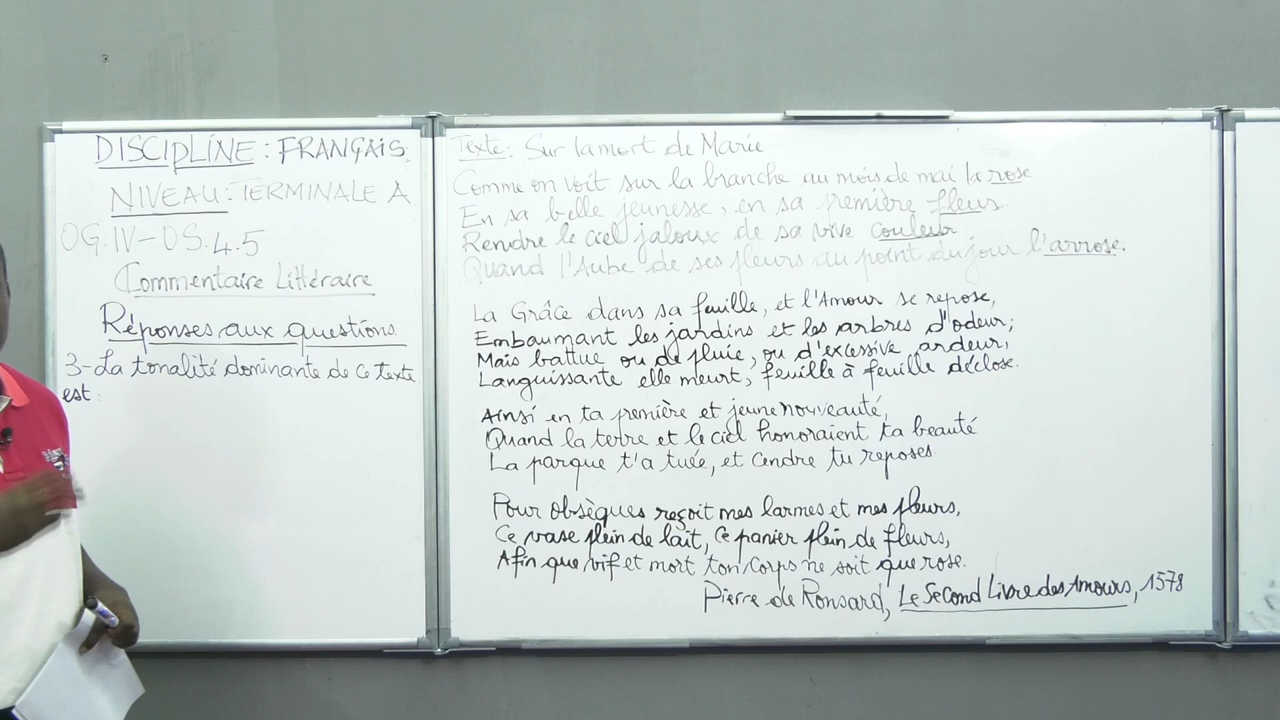 DISCIPLINE : FRANÇAIS
NIVEAU : TERMINALE A
OG.IV-OS.4.5
Commentaire Littéraire
Réponses aux questions
3-La tonalité dominante de ce texte
est :
Texte : Sur la mort de Marie
Comme on voit sur la branche au mois de mai la rose
En sa belle jeunesse, en sa première fleur
Rendre le ciel jaloux de sa vive couleur
Quand l'Aube de ses fleurs au point du jour l'arrose.
La Grâce dans sa feuille, et l'Amour se repose,
Embaumant les jardins et les arbres d'odeur;
Mais battue ou de pluie, ou d'excessive ardeur,
Languissante elle meurt, feuille à feuille déclose.
Ainsi en ta première et jeune nouveauté,
Quand la terre et le ciel honoraient ta beauté
La parque t'a tuée, et cendre tu reposes
Pour obsèques reçoit mes larmes et mes pleurs,
Ce vase plein de lait, ce panier plein de fleurs,
Afin que vif et mort ton corps ne soit que rose.
Pierre de Ronsard, Le Second Livre des Amours, 1578